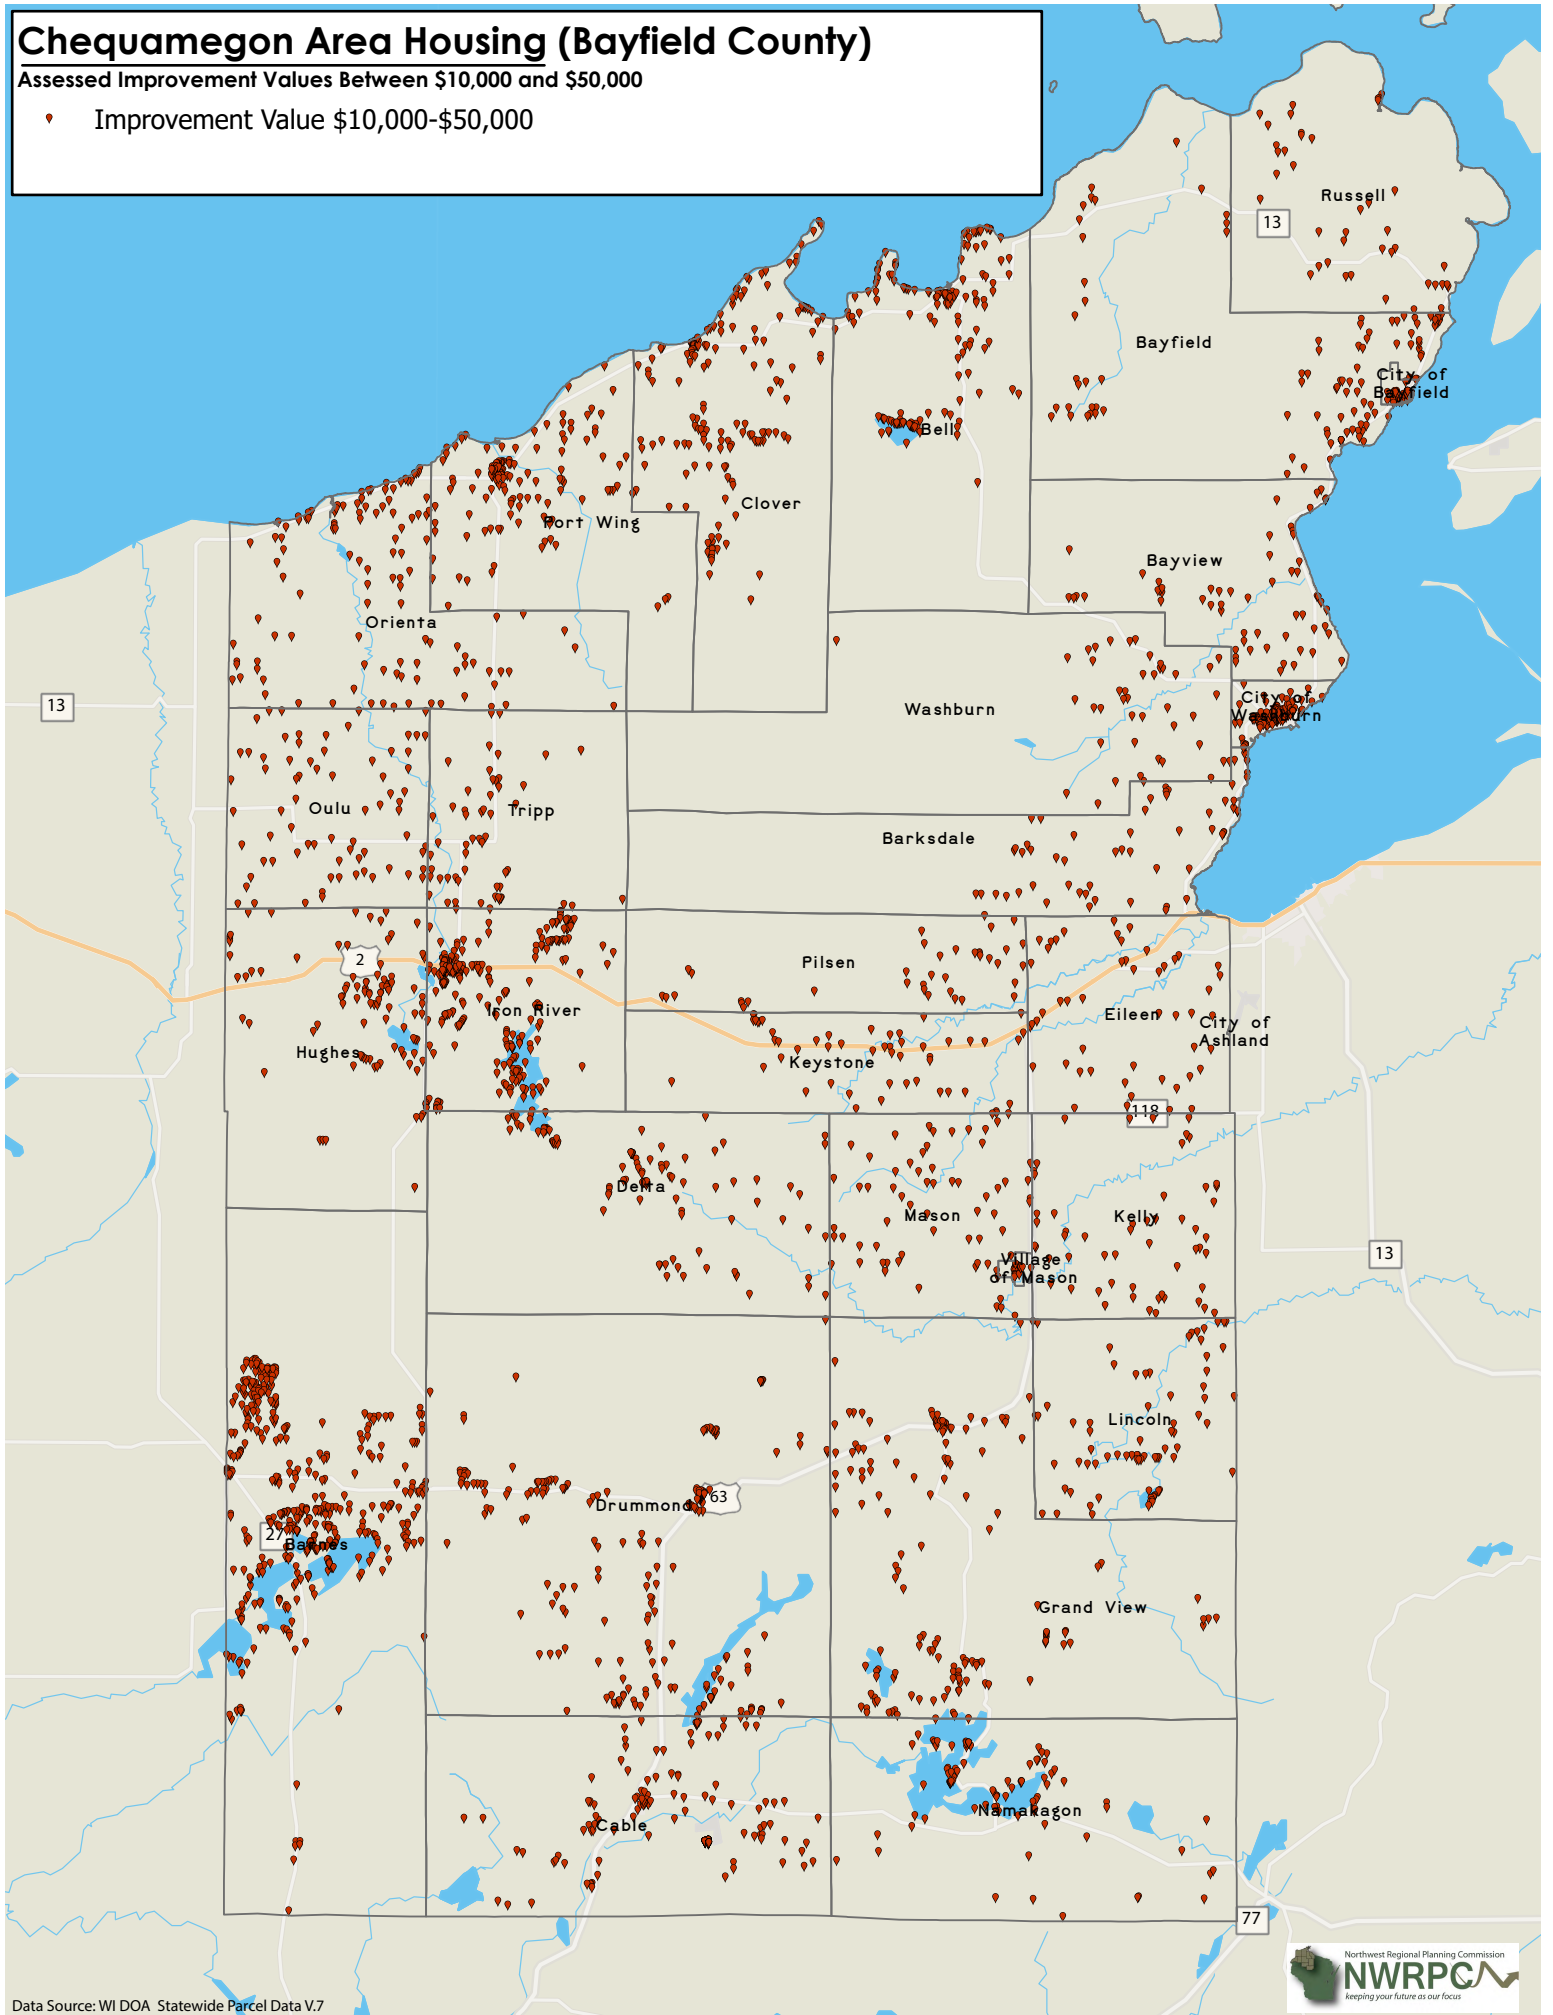 Chequamegon Area Housing (Bayfield County)
Assessed Improvement Values Between $10,000 and $50,000
Improvement Value $10,000-$50,000
Russell
13
Bayfield
City of
Bayfield
Bell
Clover
Port Wing
Bayview
Orienta
13
City of
Washburn
Washburn
Oulu
Tripp
Barksdale
2
Pilsen
Iron River
Eileen
City of
Ashland
Hughes
Keystone
118
Delta
Mason
Kelly
Village
of Mason
13
Lincoln
Drummond
63
27
Barnes
Grand View
Namakagon
Cable
77
Northwest Regional Planning Commission
NWRPC
keeping your future as our focus
Data Source: WI DOA Statewide Parcel Data V.7